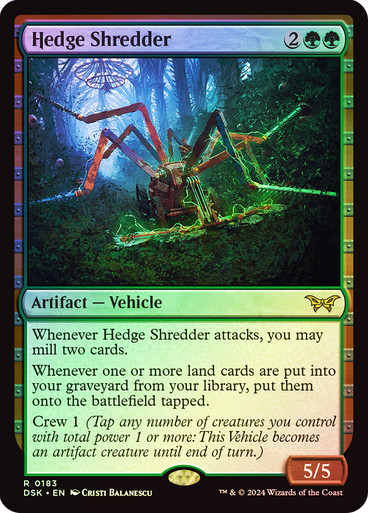 Hedge Shredder 2
Artifact — Vehicle
Whenever Hedge Shredder attacks, you may
mill two cards.
Whenever one or more land cards are put into
your graveyard from your library, put them
onto the battlefield tapped.
Crew 1 (Tap any number of creatures you control
with total power 1 or more: This Vehicle becomes
an artifact creature until end of turn.)
5/5
R 0183
DSK • EN Cristi Balanescu
™ & © 2024 Wizards of the Coast